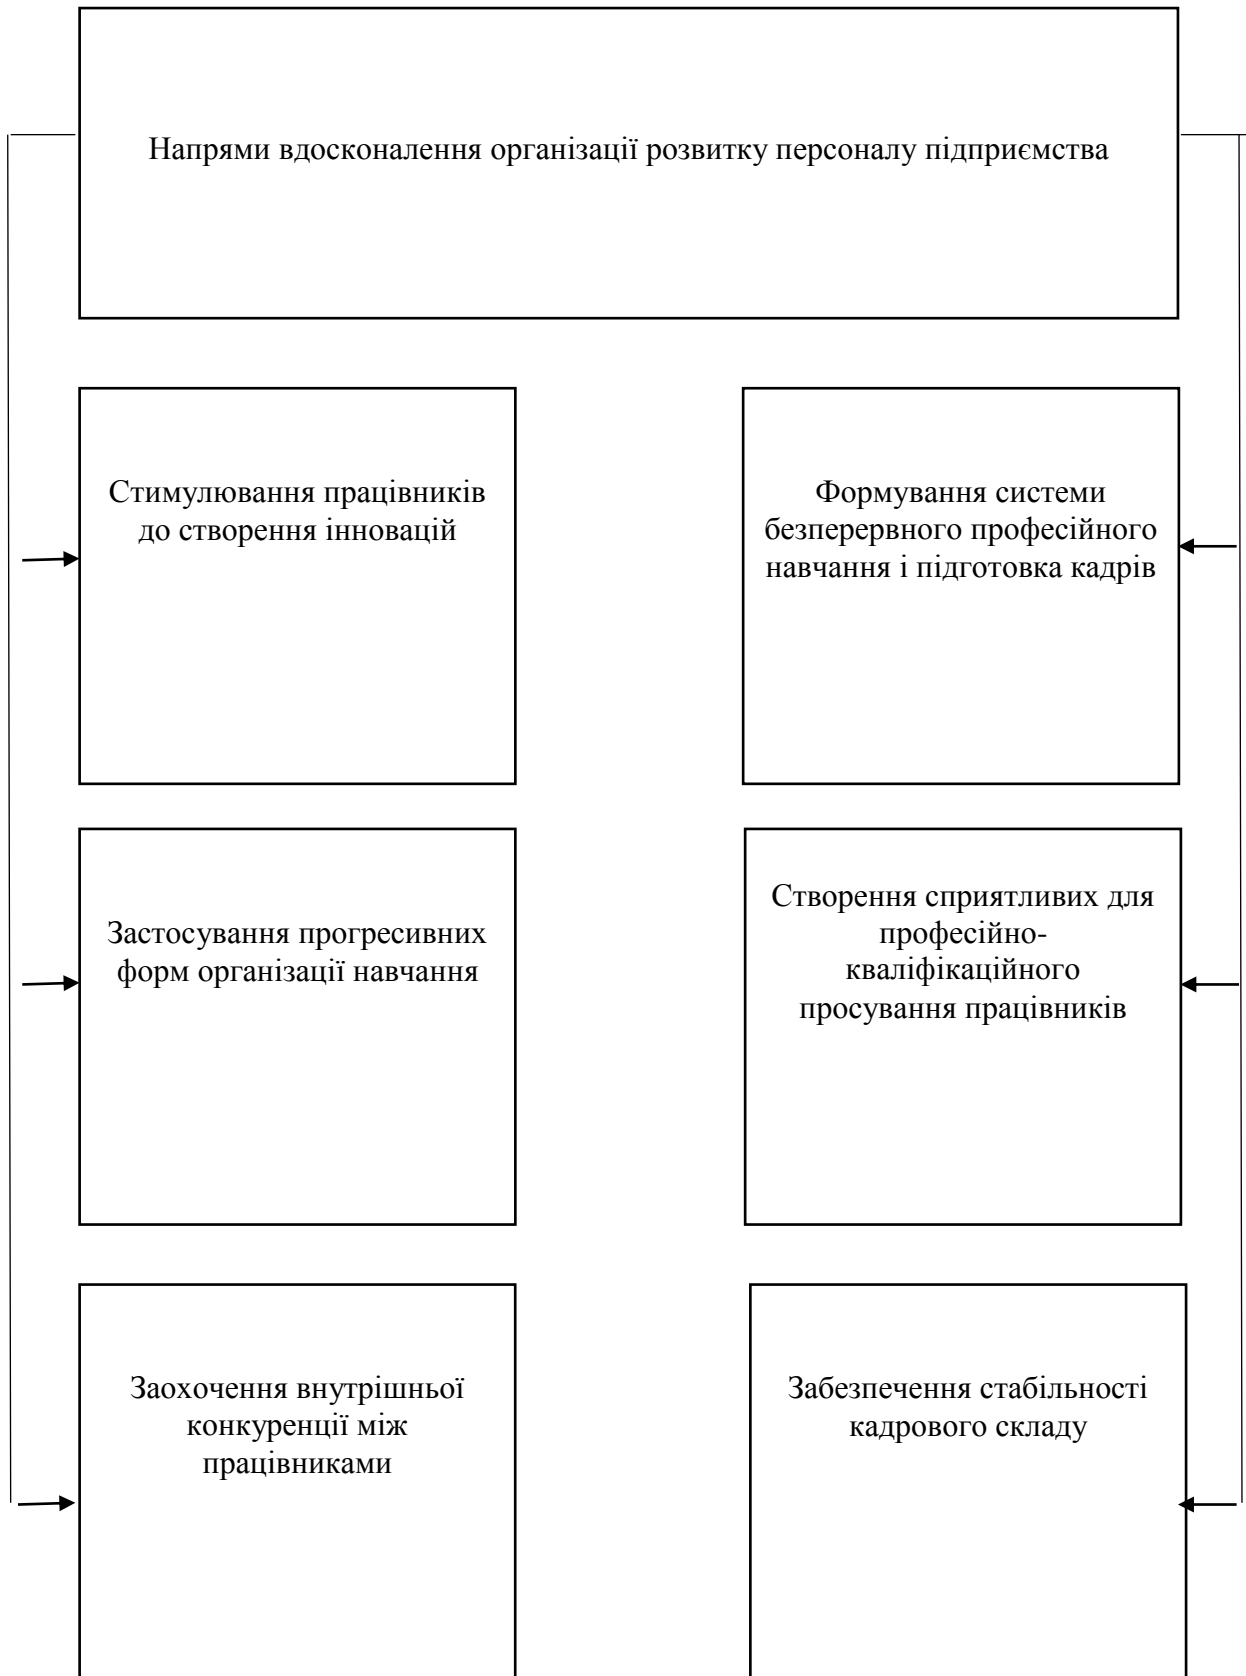 Напрями вдосконалення організації розвитку персоналу підприємства
Стимулювання працівників
до створення інновацій
Формування системи
безперервного професійного
навчання і підготовка кадрів
Застосування прогресивних
форм організації навчання
Створення сприятливих для
професійно-
кваліфікаційного
просування працівників
Заохочення внутрішньої
конкуренції між
працівниками
Забезпечення стабільності
кадрового складу